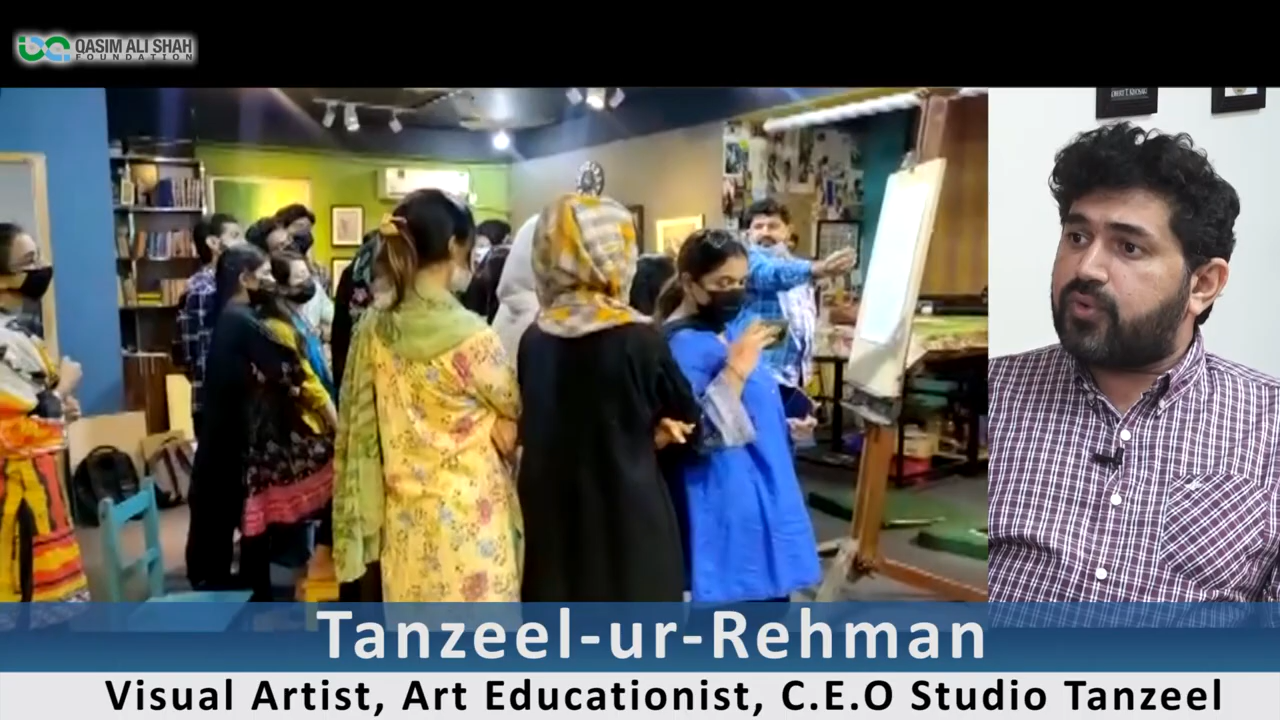 QASIM ALI SHAH
FOUNDATION
Tanzeel-ur-Rehman
Visual Artist, Art Educationist, C.E.O Studio Tanzeel